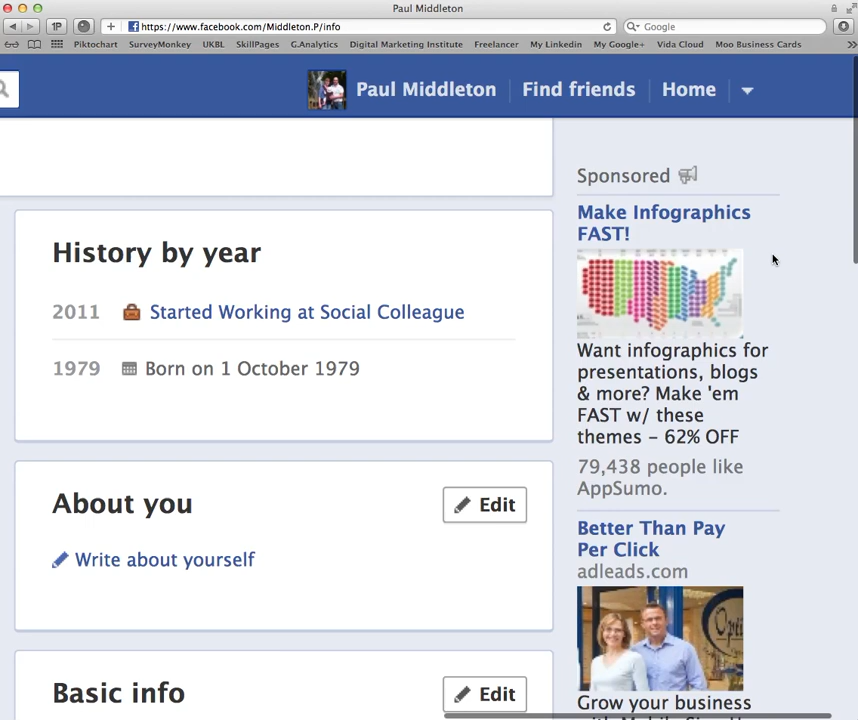 Paul Middleton
1P
https://www.facebook.com/Middleton.P/info
Google
Piktochart SurveyMonkey UKBL SkillPages G.Analytics Digital Marketing Institute Freelancer My Linkedin My Google+ Vida Cloud Moo Business Cards
Paul Middleton Find friends Home
Sponsored
Make Infographics
FAST!
Want infographics for
presentations, blogs
& more? Make 'em
FAST w/ these
themes – 62% OFF
79,438 people like
AppSumo.
Better Than Pay
Per Click
adleads.com
Opti
Grow your business
History by year
2011 Started Working at Social Colleague
1979 Born on 1 October 1979
About you
Edit
Write about yourself
Basic info
Edit